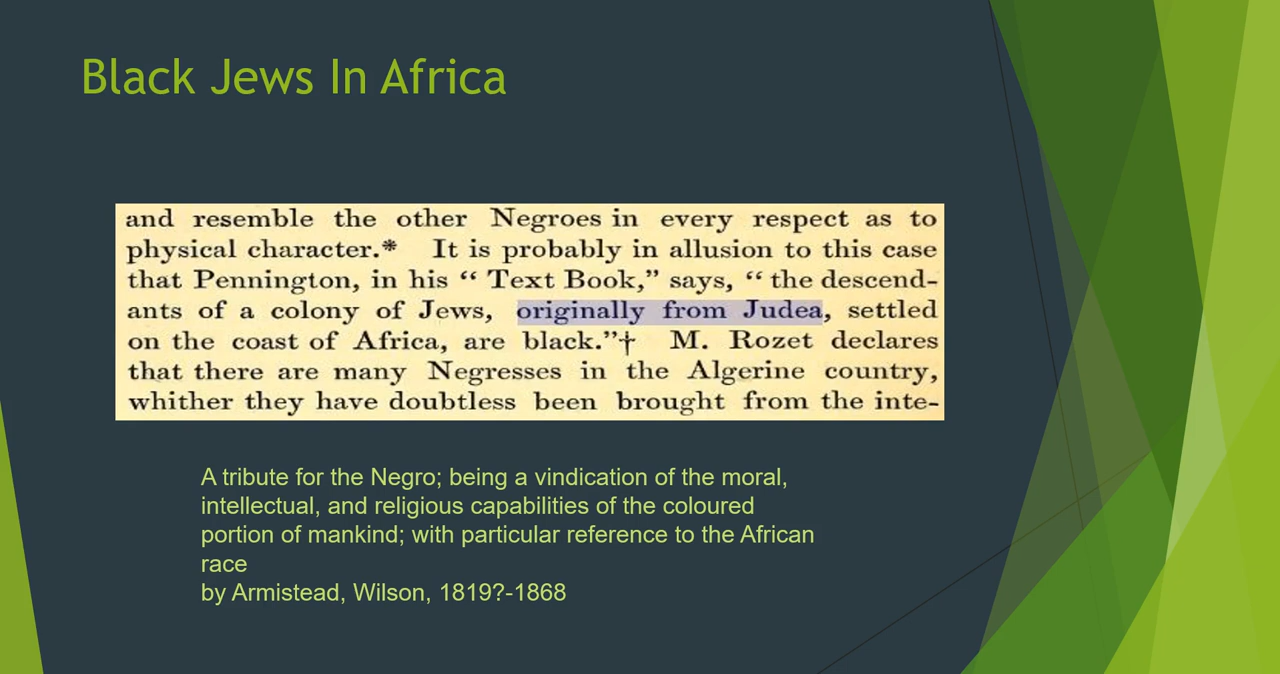 Black Jews In Africa
and resemble the other Negroes in every respect as to
physical character.* It is probably in allusion to this case
that Pennington, in his “ Text Book,” says, “ the descend-
ants of a colony of Jews, originally from Judea, settled
on the coast of Africa, are black.”† M. Rozet declares
that there are many Negresses in the Algerine country,
whither they have doubtless been brought from the inte-
A tribute for the Negro; being a vindication of the moral,
intellectual, and religious capabilities of the coloured
portion of mankind; with particular reference to the African
race
by Armistead, Wilson, 1819?-1868